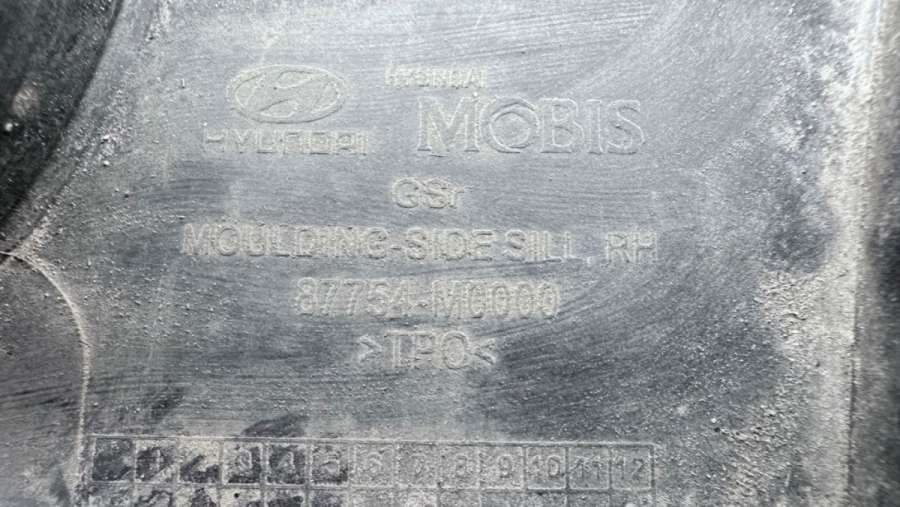 HYUNDAI
HYUNDAI MOBIS
GSr
MOULDING-SIDE SILL, RH
87754-M0000
>TPO<
1 2 3 4 5 6 7 8 9 10 11 12